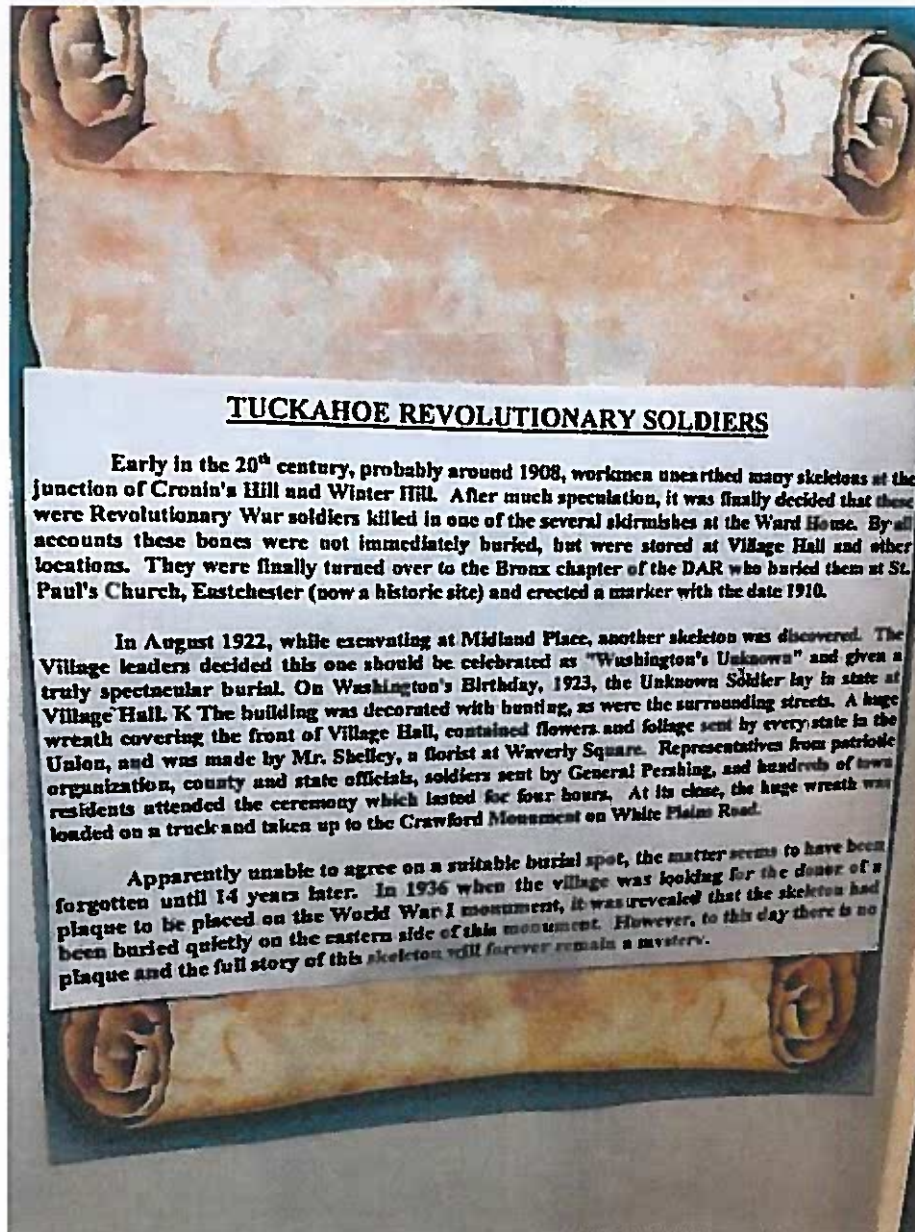 TUCKAHOE REVOLUTIONARY SOLDIERS
Early in the 20th century, probably around 1908, workmen unearthed many skeletons at the
junction of Cronin's Hill and Winter Hill. After much speculation, it was finally decided that these
were Revolutionary War soldiers killed in one of the several skirmishes at the Ward House. By all
accounts these bones were not immediately buried, but were stored at Village Hall and other
locations. They were finally turned over to the Bronx chapter of the DAR who buried them at St.
Paul's Church, Eastchester (now a historic site) and erected a marker with the date 1910.
In August 1922, while excavating at Midland Place, another skeleton was discovered. The
Village leaders decided this one should be celebrated as "Washington's Unknown" and given a
truly spectacular burial. On Washington's Birthday, 1923, the Unknown Soldier lay in state at
Village Hall. K The building was decorated with bunting, as were the surrounding streets. A huge
wreath covering the front of Village Hall, contained flowers and foliage sent by every state in the
Union, and was made by Mr. Shelley, a florist at Waverly Square. Representatives from patriotic
organization, county and state officials, soldiers sent by General Pershing, and hundreds of town
residents attended the ceremony which lasted for four hours. At its close, the huge wreath was
loaded on a truck and taken up to the Crawford Monument on White Plains Road.
Apparently unable to agree on a suitable burial spot, the matter seems to have been
forgotten until 14 years later. In 1936 when the village was looking for the donor of a
plaque to be placed on the World War I monument, it was revealed that the skeleton had
been buried quietly on the eastern side of this monument. However, to this day there is no
plaque and the full story of this skeleton will forever remain a mystery.